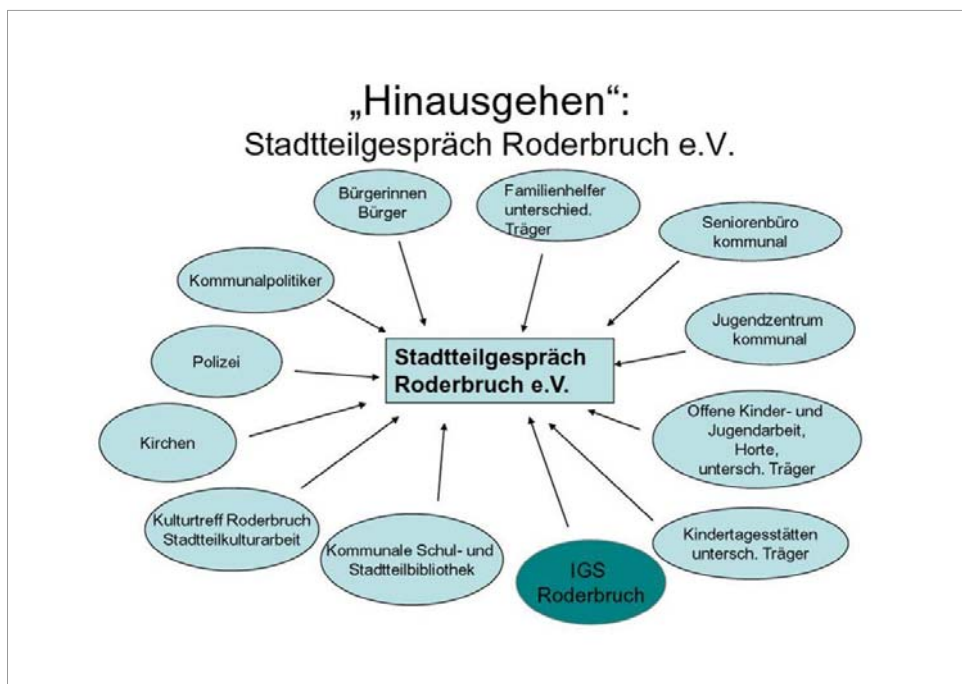 „Hinausgehen“:
Stadtteilgespräch Roderbruch e.V.
Bürgerinnen
Bürger
Familienhelfer
unterschied.
Träger
Seniorenbüro
kommunal
Kommunalpolitiker
Jugendzentrum
kommunal
Stadtteilgespräch
Roderbruch e.V.
Polizei
Offene Kinder- und
Jugendarbeit,
Horte,
untersch. Träger
Kirchen
Kulturtreff Roderbruch
Stadtteilkulturarbeit
Kommunale Schul- und
Stadtteilbibliothek
IGS
Roderbruch
Kindertagesstätten
untersch. Träger